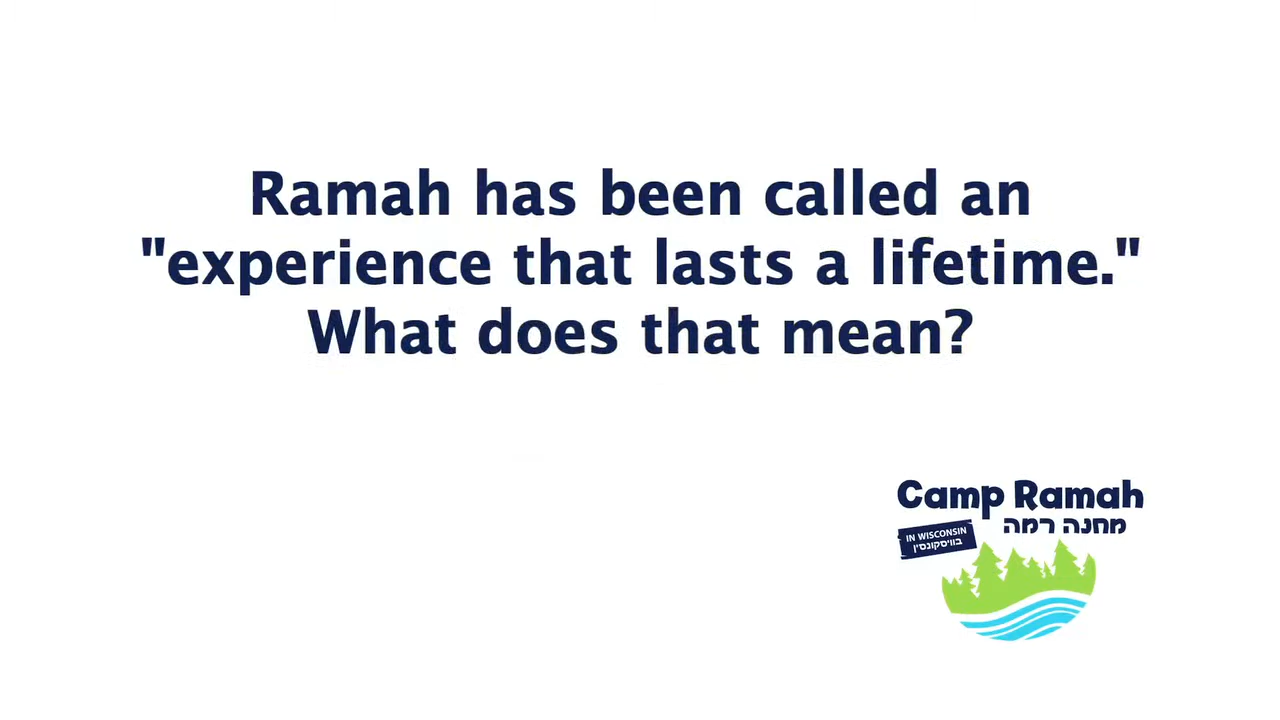 Ramah has been called an
"experience that lasts a lifetime."
What does that mean?
Camp Ramah
מחנה רמה
IN WISCONSIN
בוויסקונסין